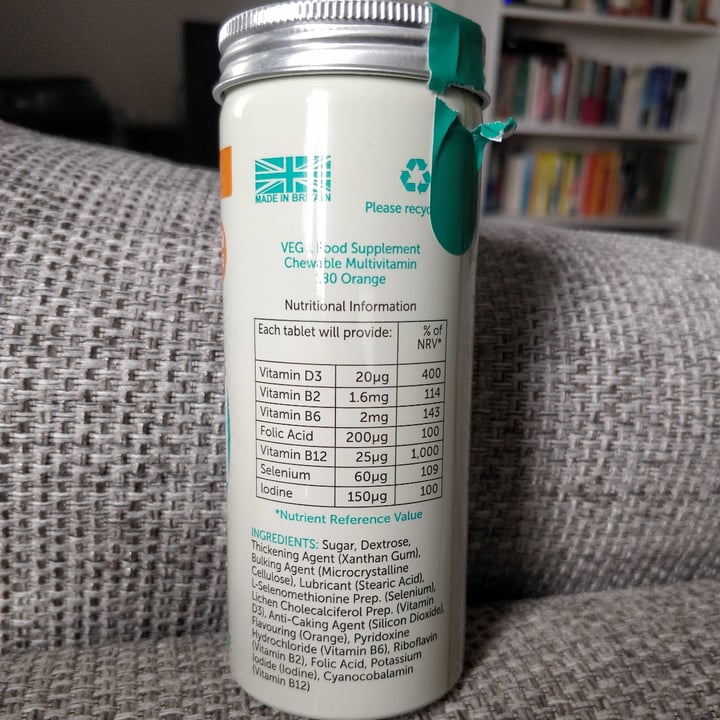 MADE IN BRITAIN
Please recyc
VEG Food Supplement
Chewable Multivitamin
180 Orange
Nutritional Information
Each tablet will provide: % of
NRV*
Vitamin D3 20µg 400
Vitamin B2 1.6mg 114
Vitamin B6 2mg 143
Folic Acid 200µg 100
Vitamin B12 25µg 1,000
Selenium 60µg 109
Iodine 150µg 100
*Nutrient Reference Value
INGREDIENTS: Sugar, Dextrose,
Thickening Agent (Xanthan Gum),
Bulking Agent (Microcrystalline
Cellulose), Lubricant (Stearic Acid),
L-Selenomethionine Prep. (Selenium),
Lichen Cholecalciferol Prep. (Vitamin
D3), Anti-Caking Agent (Silicon Dioxide),
Flavouring (Orange), Pyridoxine
Hydrochloride (Vitamin B6), Riboflavin
(Vitamin B2), Folic Acid, Potassium
Iodide (Iodine), Cyanocobalamin
(Vitamin B12)